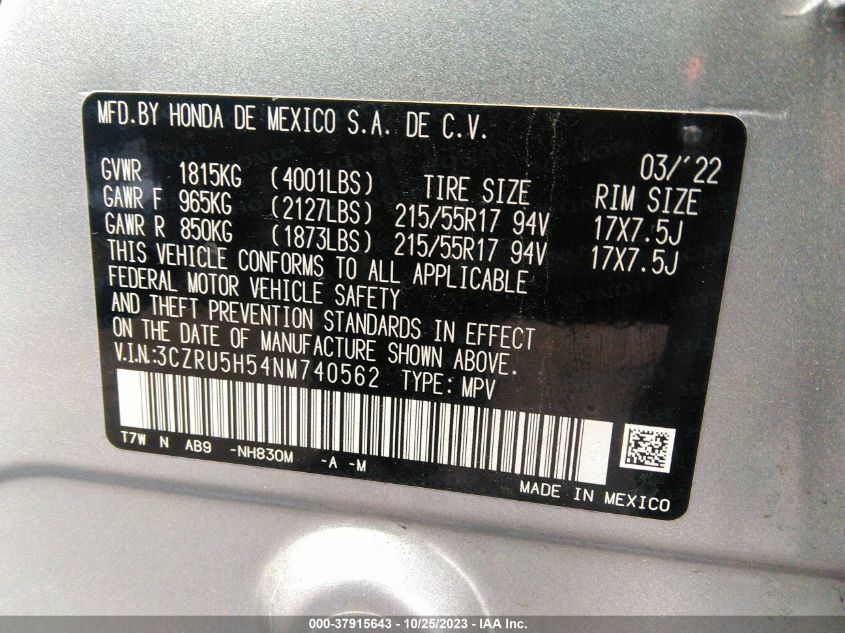 MFD.BY HONDA DE MEXICO S.A. DE C.V.
03/'22
GVWR 1815KG (4001LBS) TIRE SIZE RIM SIZE
GAWR F 965KG (2127LBS) 215/55R17 94V 17X7.5J
GAWR R 850KG (1873LBS) 215/55R17 94V 17X7.5J
THIS VEHICLE CONFORMS TO ALL APPLICABLE
FEDERAL MOTOR VEHICLE SAFETY
AND THEFT PREVENTION STANDARDS IN EFFECT
ON THE DATE OF MANUFACTURE SHOWN ABOVE.
V.I.N.:3CZRU5H54NM740562 TYPE: MPV
T7W N AB9 -NH830M -A -M
MADE IN MEXICO
000-37915643 - 10/25/2023 - IAAI.com